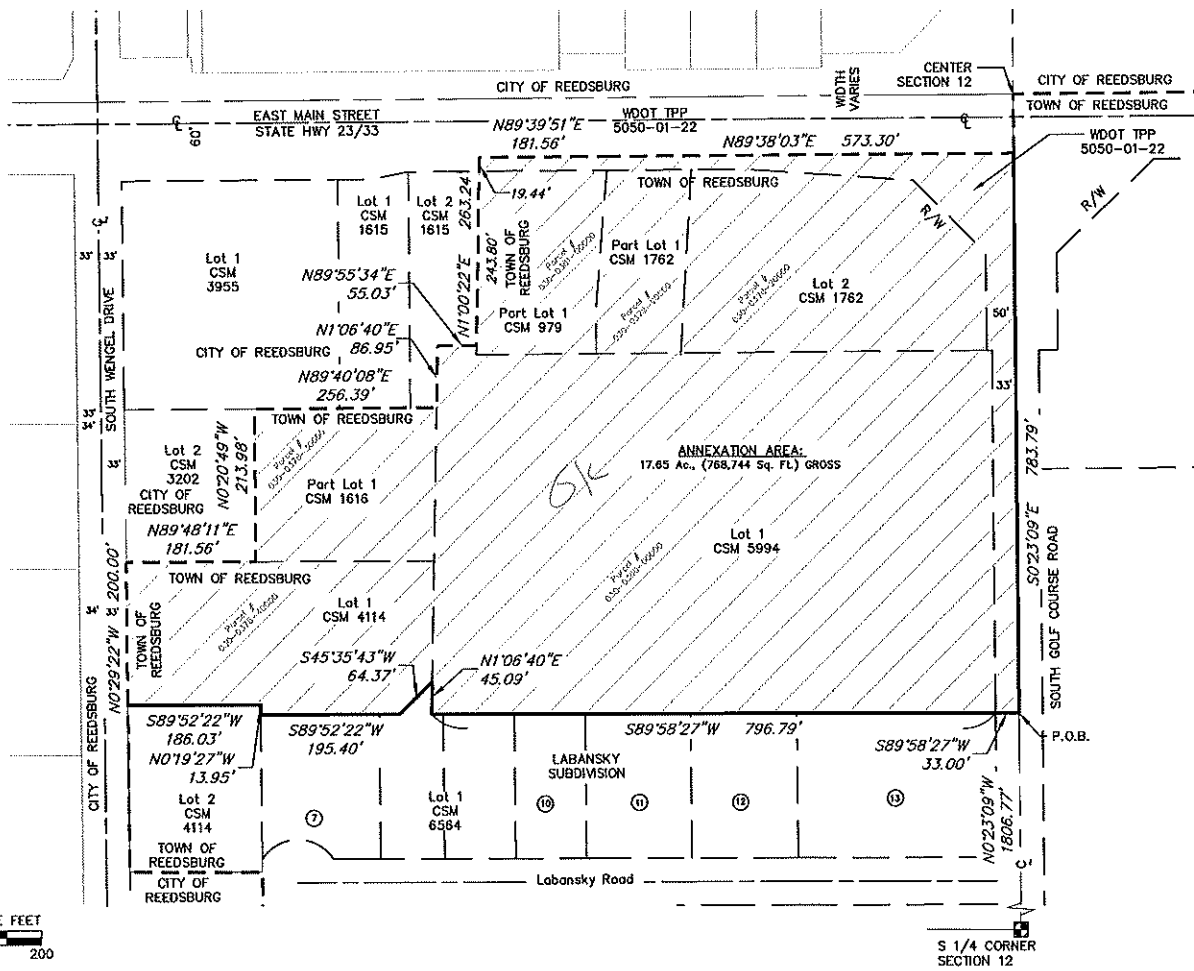 CITY OF REEDSBURG
WIDTH
VARIES
CENTER
SECTION 12
CITY OF REEDSBURG
TOWN OF REEDSBURG
EAST MAIN STREET
STATE HWY 23/33
60'
N89°39'51"E
181.56'
WDOT TPP
5050-01-22
N89°38'03"E 573.30'
WDOT TPP
5050-01-22
19.44'
TOWN OF REEDSBURG
R/W
R/W
Lot 1
CSM
1615
Lot 2
CSM
1615
263.24'
243.80'
N1°00'22"E
TOWN OF
REEDSBURG
Part Lot 1
CSM 1762
Lot 2
CSM 1762
Part Lot 1
CSM 979
Parcel #
Parcel #
Parcel #
33' 33'
Lot 1
CSM
3955
SOUTH WENGEL DRIVE
N89°55'34"E
55.03'
N1°06'40"E
86.95'
CITY OF REEDSBURG
N89°40'08"E
256.39'
50'
33'
33'
34'
33'
TOWN OF REEDSBURG
Lot 2
CSM
3202
CITY OF
REEDSBURG
N0°20'49"W
213.98'
Parcel #
Part Lot 1
CSM 1616
ANNEXATION AREA:
17.65 Ac., (768,744 Sq. Ft.) GROSS
783.79'
S0°23'09"E
SOUTH GOLF COURSE ROAD
N89°48'11"E
181.56'
Lot 1
CSM 5994
Parcel #
TOWN OF REEDSBURG
N0°29'22"W 200.00'
34'
TOWN OF
REEDSBURG
Parcel #
Lot 1
CSM 4114
CITY OF REEDSBURG
S45°35'43"W
64.37'
N1°06'40"E
45.09'
S89°52'22"W
186.03'
N0°19'27"W
13.95'
S89°52'22"W
195.40'
S89°58'27"W 796.79'
S89°58'27"W
33.00'
P.O.B.
LABANSKY
SUBDIVISION
Lot 2
CSM
4114
7
Lot 1
CSM
6564
10
11
12
13
N0°23'09"W
1806.77'
TOWN OF
REEDSBURG
CITY OF
REEDSBURG
Labansky Road
FEET
200
S 1/4 CORNER
SECTION 12